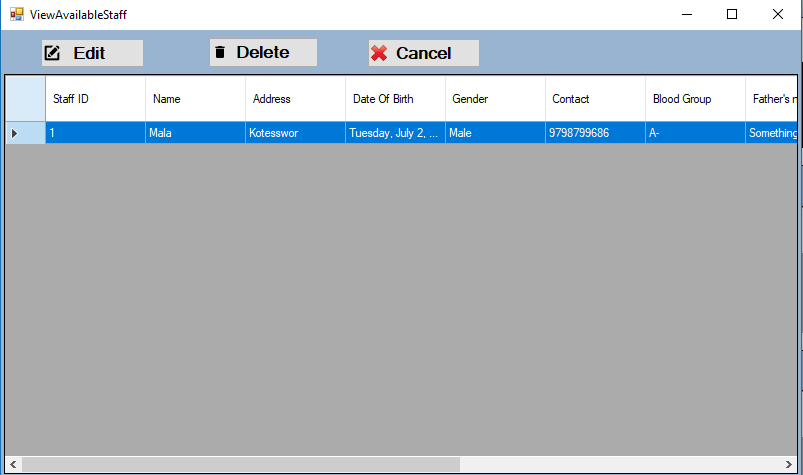 ViewAvailableStaff
Edit Delete Cancel
Staff ID Name Address Date Of Birth Gender Contact Blood Group Father's n
1 Mala Kotesswor Tuesday, July 2, ... Male 9798799686 A- Something